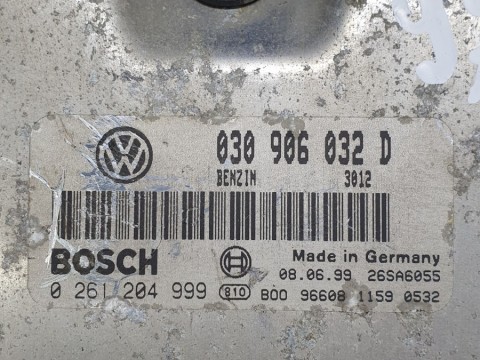 030 906 032 D
BENZIN 3012
BOSCH
Made in Germany
08.06.99 26SA6055
0 261 204 999 810 B00 96608 1159 0532